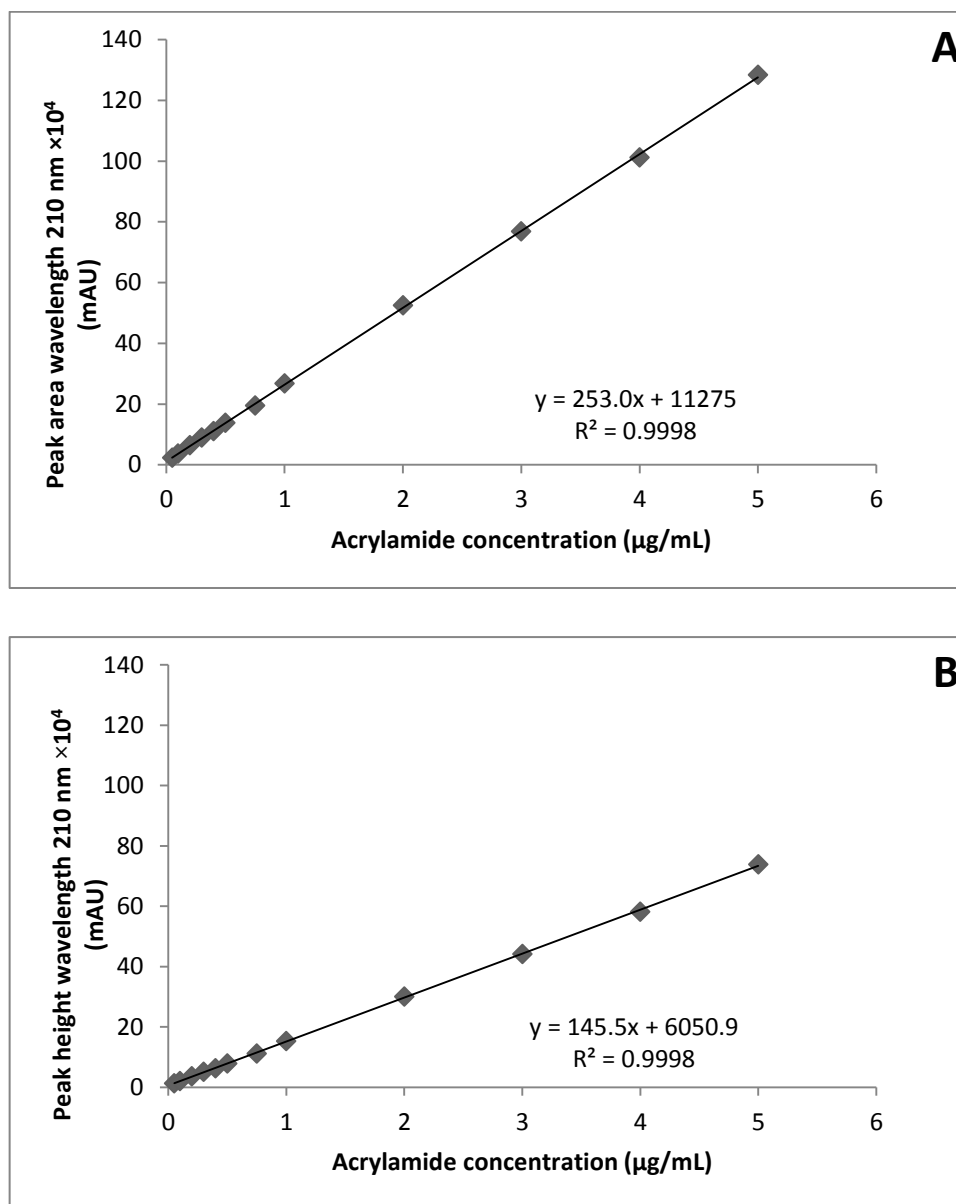 A
140
120
100
80
60
40
20
0
Peak area wavelength 210 nm ×10⁴
(mAU)
y = 253.0x + 11275
R² = 0.9998
0 1 2 3 4 5 6
Acrylamide concentration (µg/mL)
B
140
120
100
80
60
40
20
0
Peak height wavelength 210 nm ×10⁴
(mAU)
y = 145.5x + 6050.9
R² = 0.9998
0 1 2 3 4 5 6
Acrylamide concentration (µg/mL)